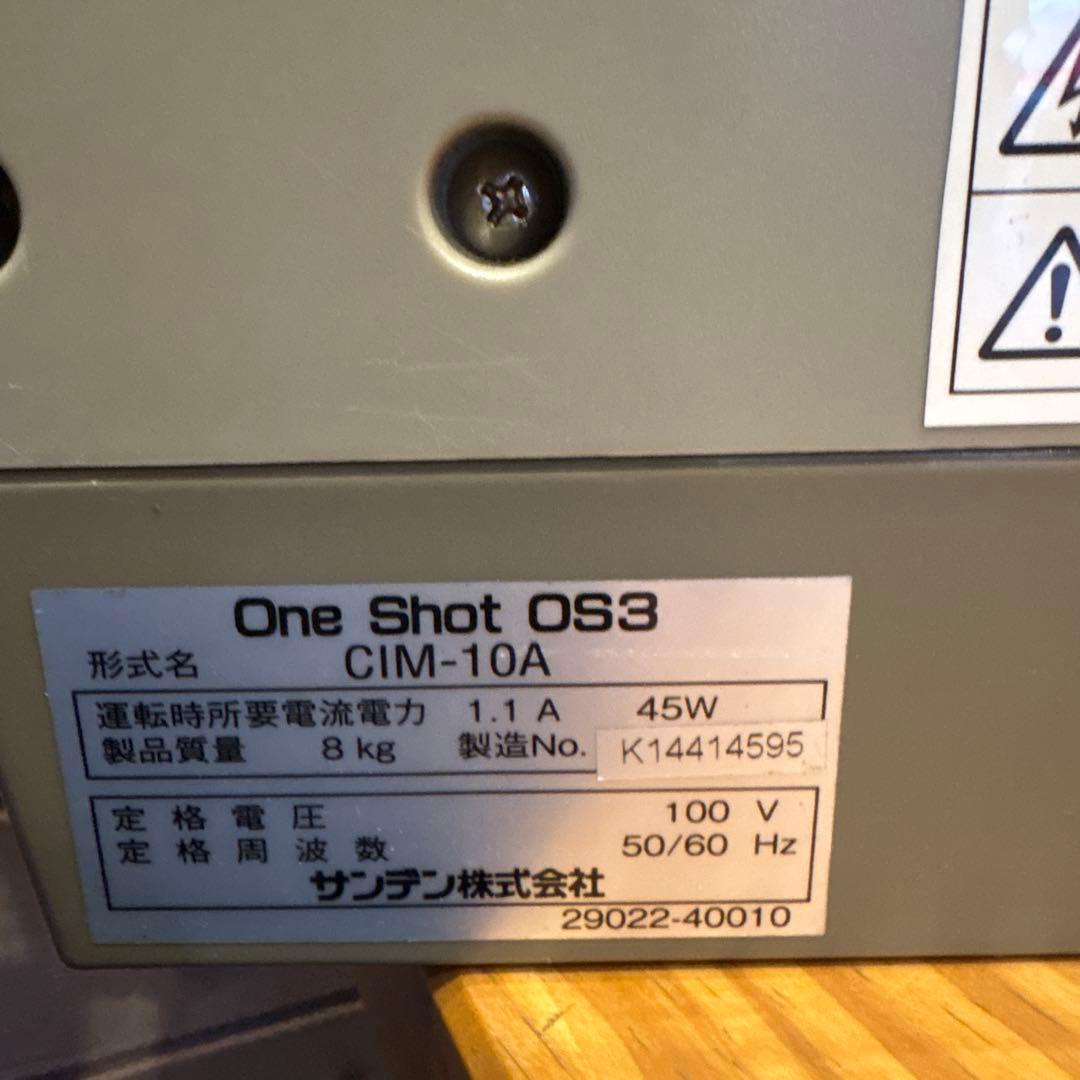 One Shot OS3
形式名 CIM-10A
運転時所要電流電力 1.1 A 45W
製品質量 8 kg 製造No. K14414595
定格電圧 100 V
定格周波数 50/60 Hz
サンデン株式会社
29022-40010